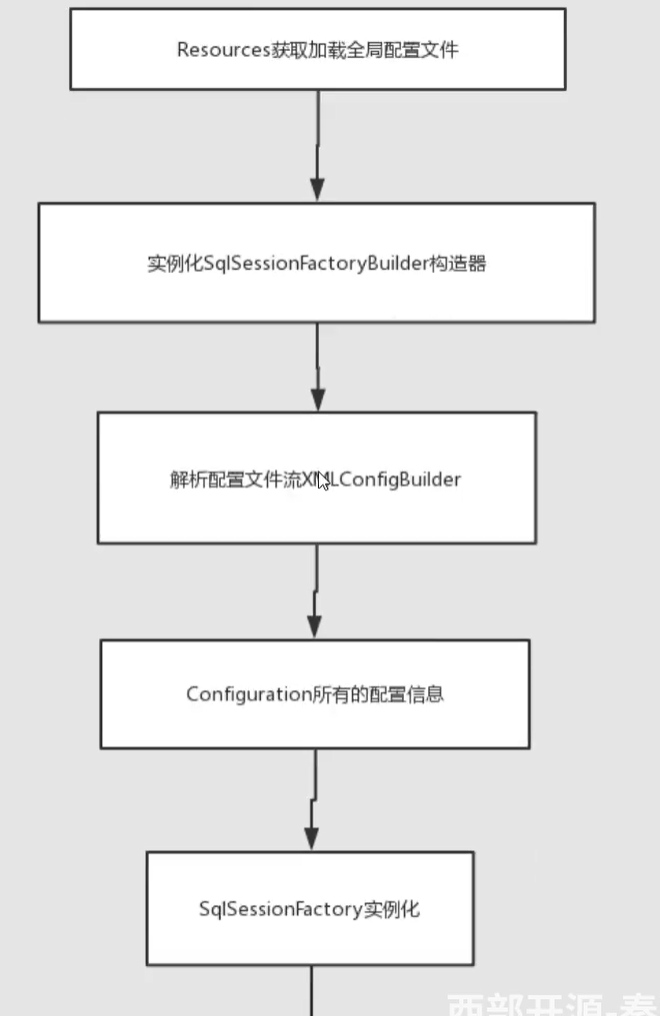 Resources获取加载全局配置文件
实例化SqlSessionFactoryBuilder构造器
解析配置文件流XMLConfigBuilder
Configuration所有的配置信息
SqlSessionFactory实例化
西部开源-秦